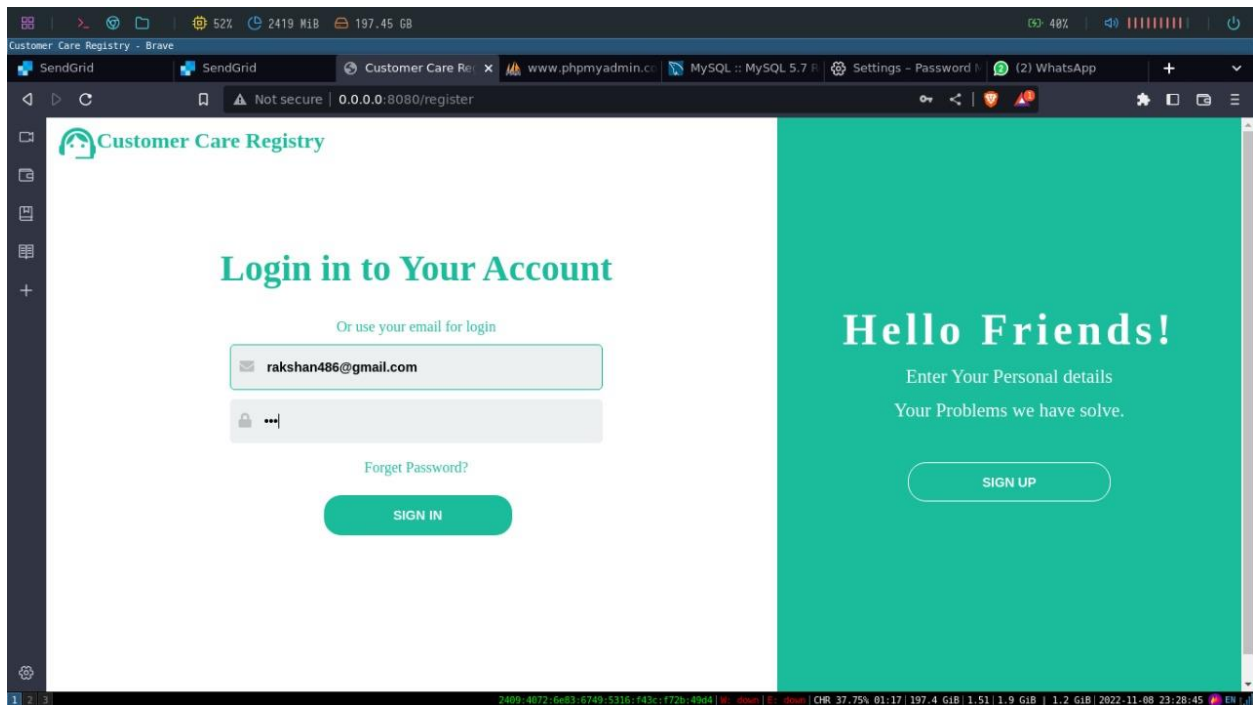 52% 2419 MiB 197.45 GB 40%
Customer Care Registry - Brave
SendGrid SendGrid Customer Care Re www.phpmyadmin.co MySQL :: MySQL 5.7 R Settings – Password M (2) WhatsApp
Not secure 0.0.0.0:8080/register
Customer Care Registry
Login in to Your Account
Or use your email for login
rakshan486@gmail.com
Forget Password?
SIGN IN
Hello Friends!
Enter Your Personal details
Your Problems we have solve.
SIGN UP
1 2 3 2409:4072:6e83:6749:5316:f43c:f72b:49d4 | W: down | E: down | CHR 37.75% 01:17 | 197.4 GiB | 1.51 | 1.9 GiB | 1.2 GiB | 2022-11-08 23:28:45 EN